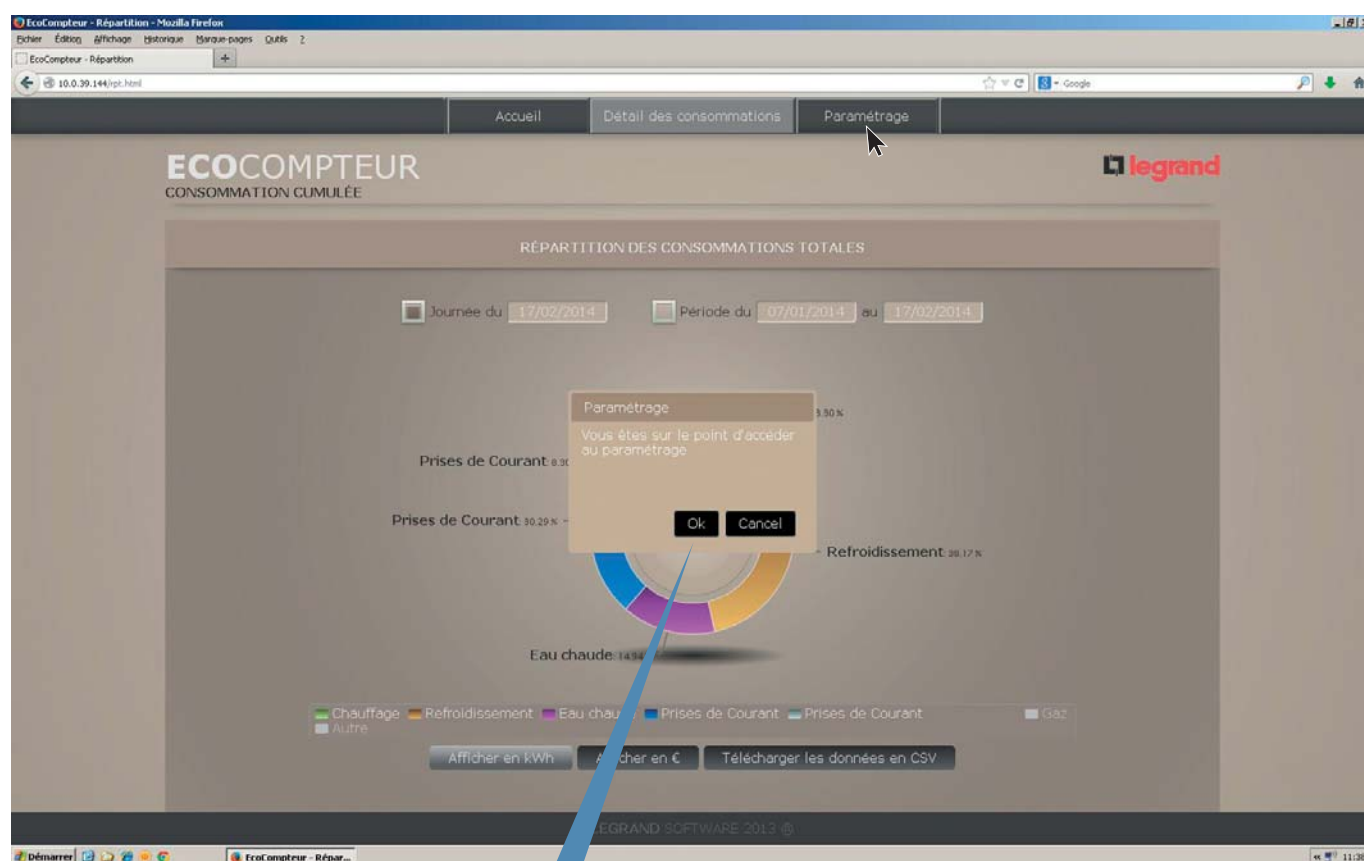 EcoCompteur - Répartition - Mozilla Firefox
Fichier Édition Affichage Historique Marque-pages Outils ?
EcoCompteur - Répartition +
10.0.39.144/rpt.html
8 - Google
Accueil Détail des consommations Paramétrage
ECOCOMPTEUR
legrand
CONSOMMATION CUMULÉE
RÉPARTITION DES CONSOMMATIONS TOTALES
Journée du 17/02/2014 Période du 07/01/2014 au 17/02/2014
Paramétrage
Vous êtes sur le point d'accéder
au paramétrage
Prises de Courant:
Prises de Courant: 30.29 %
Ok Cancel
Refroidissement:
Eau chaude:
Chauffage Refroidissement Eau Prises de Courant Prises de Courant Gaz
Autre
Afficher en kWh en € Télécharger les données en CSV
LEGRAND SOFTWARE 2013 ©
Démarrer EcoCompteur - Répar...
11:38